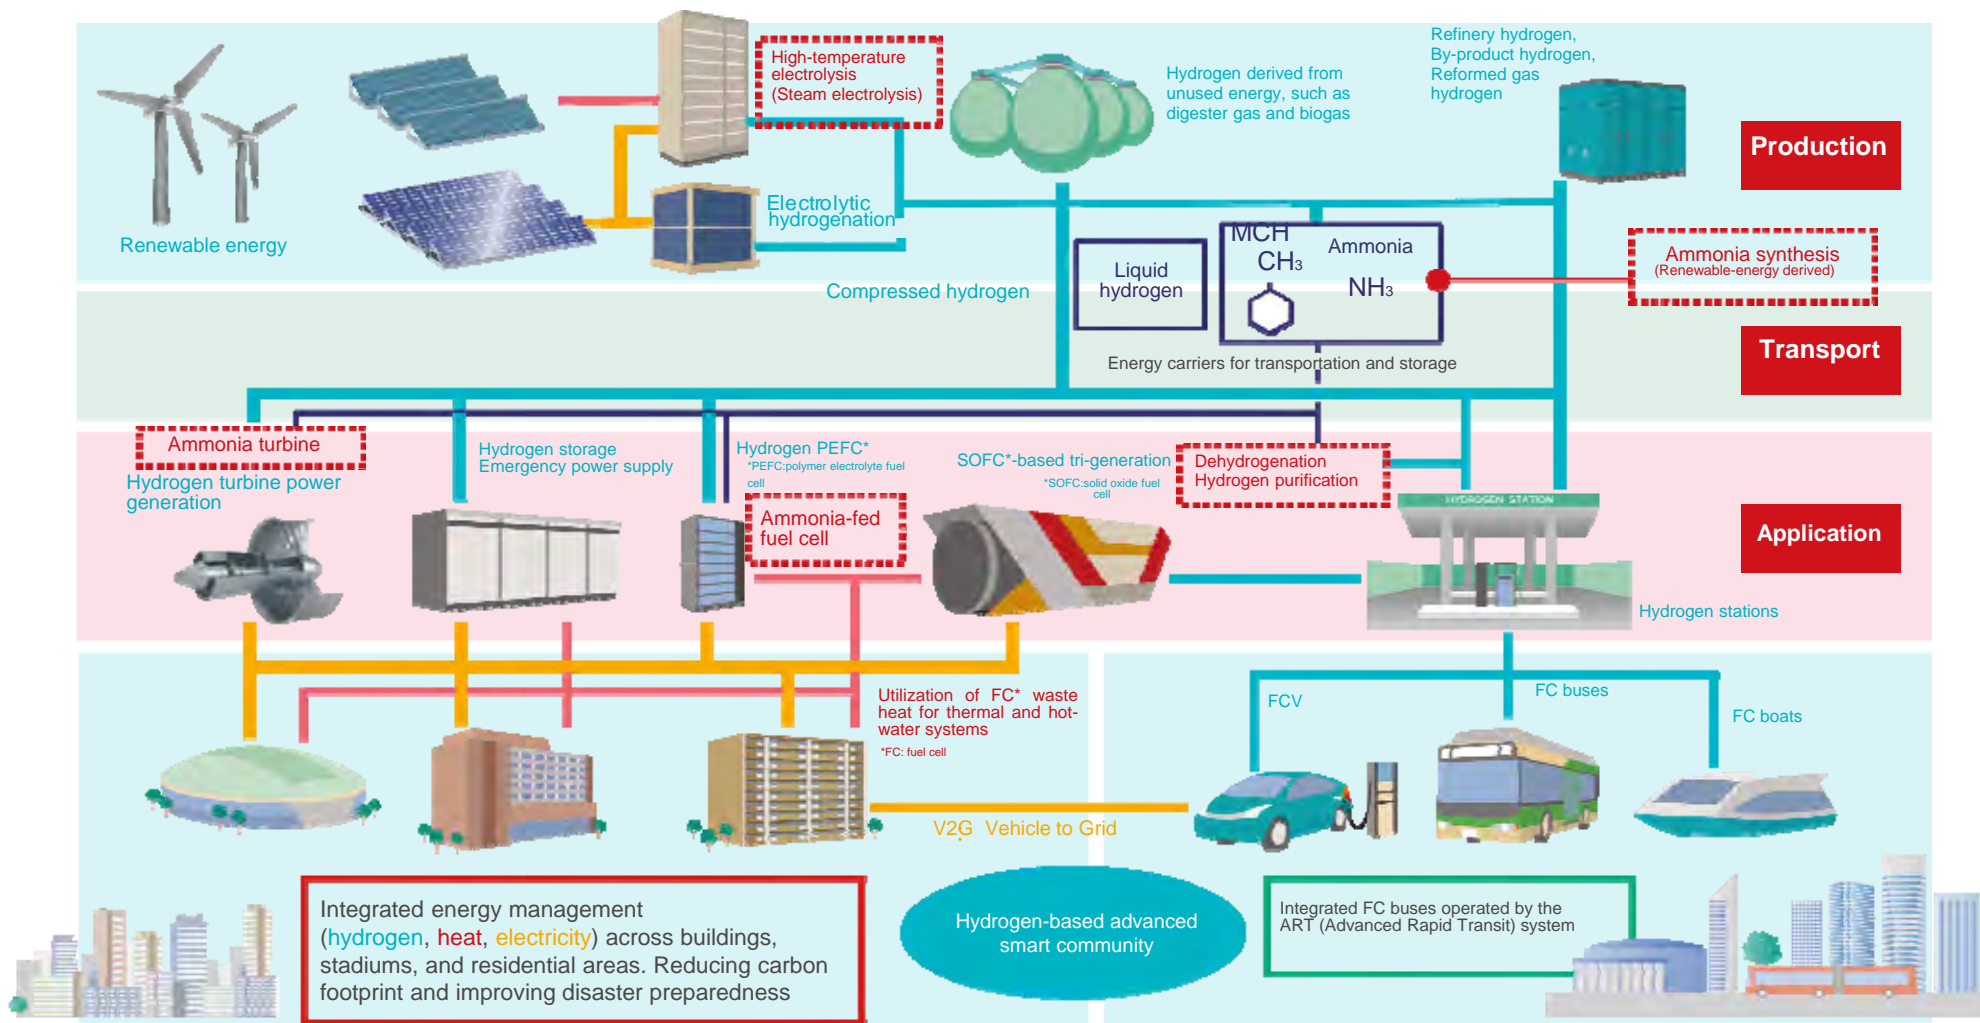 High-temperature
electrolysis
(Steam electrolysis)
Hydrogen derived from
unused energy, such as
digester gas and biogas
Refinery hydrogen,
By-product hydrogen,
Reformed gas
hydrogen
Production
Renewable energy
Electrolytic
hydrogenation
Compressed hydrogen
Liquid
hydrogen
MCH
CH3
Ammonia
NH3
Ammonia synthesis
(Renewable-energy derived)
Transport
Energy carriers for transportation and storage
Ammonia turbine
Hydrogen turbine power
generation
Hydrogen storage
Emergency power supply
Hydrogen PEFC*
*PEFC:polymer electrolyte fuel
cell
Ammonia-fed
fuel cell
SOFC*-based tri-generation
*SOFC:solid oxide fuel
cell
Dehydrogenation
Hydrogen purification
HYDROGEN STATION
Application
Hydrogen stations
Utilization of FC* waste
heat for thermal and hot-
water systems
*FC: fuel cell
FCV
FC buses
FC boats
V2G Vehicle to Grid
Integrated energy management
(hydrogen, heat, electricity) across buildings,
stadiums, and residential areas. Reducing carbon
footprint and improving disaster preparedness
Hydrogen-based advanced
smart community
Integrated FC buses operated by the
ART (Advanced Rapid Transit) system